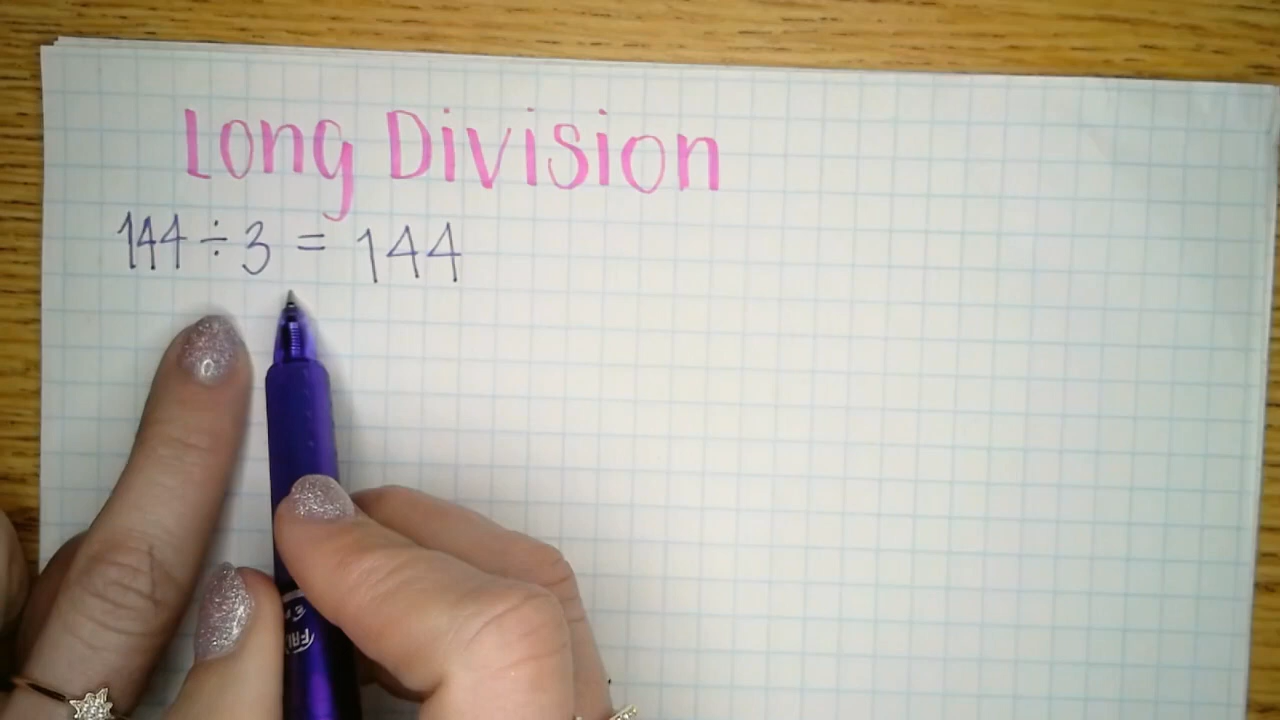 Long Division
144 ÷ 3 = 144